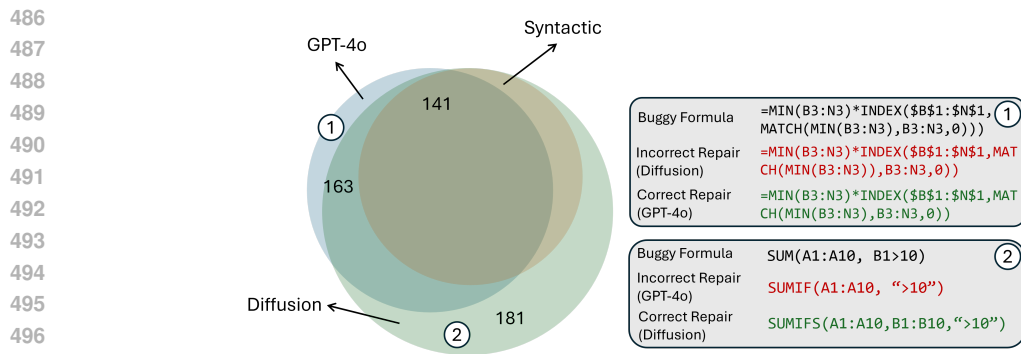 486
487
488
489
490
491
492
493
494
495
496
GPT-4o
Syntactic
141
1
163
Diffusion
2
181
1
Buggy Formula
=MIN(B3:N3)*INDEX($B$1:$N$1,
MATCH(MIN(B3:N3),B3:N3,0)))
Incorrect Repair
(Diffusion)
=MIN(B3:N3)*INDEX($B$1:$N$1,MAT
CH(MIN(B3:N3)),B3:N3,0))
Correct Repair
(GPT-4o)
=MIN(B3:N3)*INDEX($B$1:$N$1,MAT
CH(MIN(B3:N3),B3:N3,0))
2
Buggy Formula
SUM(A1:A10, B1>10)
Incorrect Repair
(GPT-4o)
SUMIF(A1:A10, “>10”)
Correct Repair
(Diffusion)
SUMIFS(A1:A10,B1:B10,“>10”)